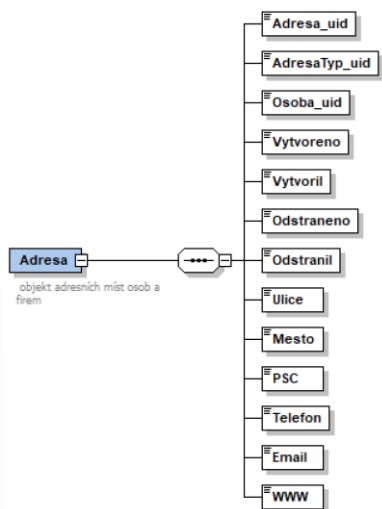 Adresa_uid
AdresaTyp_uid
Osoba_uid
Vytvoreno
Vytvoril
Odstraneno
Adresa
Odstranil
objekt adresních míst osob a
firem
Ulice
Mesto
PSC
Telefon
Email
WWW